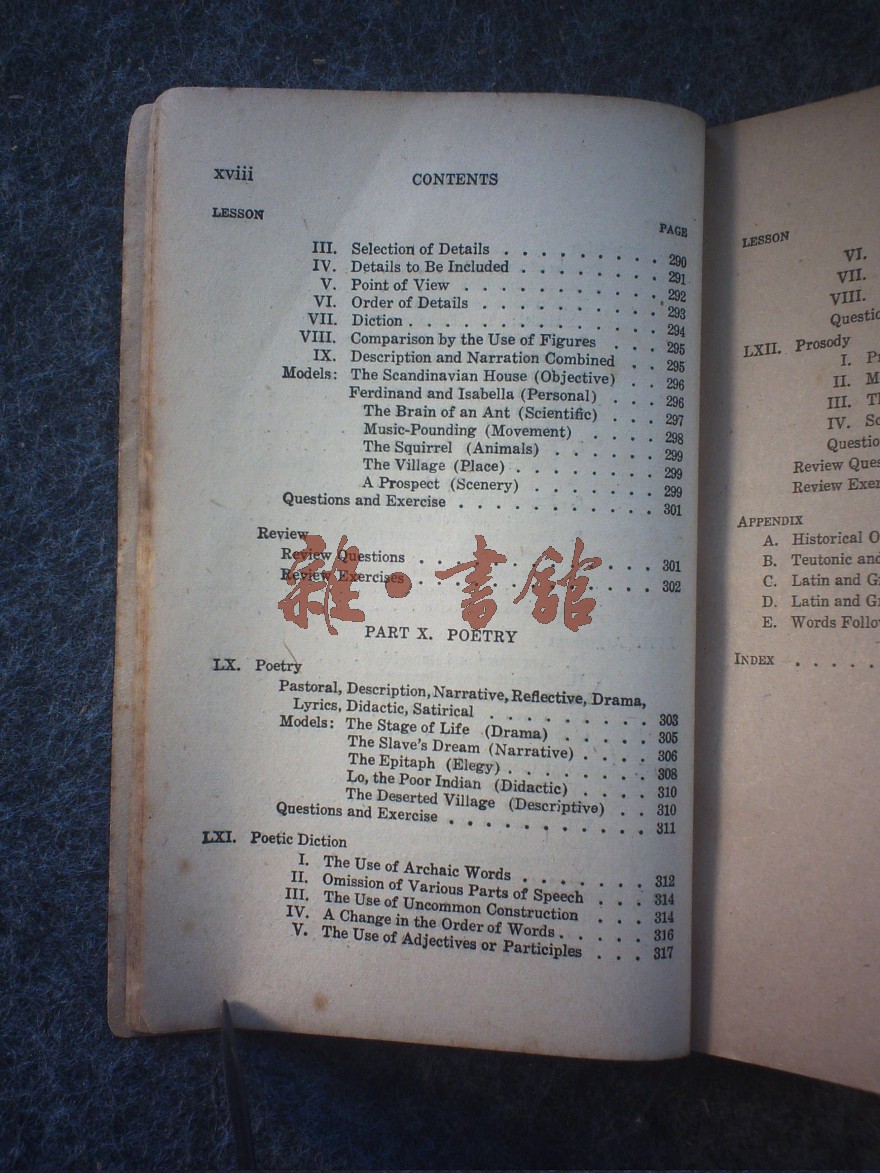 xviii CONTENTS
LESSON PAGE
III. Selection of Details . . . . . . . . . 290
IV. Details to Be Included . . . . . . . . 291
V. Point of View . . . . . . . . . . . 292
VI. Order of Details . . . . . . . . . . 293
VII. Diction . . . . . . . . . . . . . 294
VIII. Comparison by the Use of Figures . . . 295
IX. Description and Narration Combined . . . 295
Models: The Scandinavian House (Objective) . . . 296
Ferdinand and Isabella (Personal) . . . . 296
The Brain of an Ant (Scientific) . . . . 297
Music-Pounding (Movement) . . . . 298
The Squirrel (Animals) . . . . . . 299
The Village (Place) . . . . . . . . 299
A Prospect (Scenery) . . . . . . . 299
Questions and Exercise . . . . . . . . . . 301
Review
Review Questions . . . . . . . . . . . 301
Review Exercises . . . . . . . . . . . 302
雜·書館
PART X. POETRY
LX. Poetry
Pastoral, Description, Narrative, Reflective, Drama,
Lyrics, Didactic, Satirical . . . . . . . . . 303
Models: The Stage of Life (Drama) . . . . . 305
The Slave's Dream (Narrative) . . . . 306
The Epitaph (Elegy) . . . . . . . . 308
Lo, the Poor Indian (Didactic) . . . . . 310
The Deserted Village (Descriptive) . . 310
Questions and Exercise . . . . . . . . . . . 311
LXI. Poetic Diction
I. The Use of Archaic Words . . . . . . . 312
II. Omission of Various Parts of Speech . . . 314
III. The Use of Uncommon Construction . . . 314
IV. A Change in the Order of Words . . . . . 316
V. The Use of Adjectives or Participles . . . 317
LESSON
VI.
VII.
VIII.
LXII. Prosody
I.
II.
III.
IV.
Review
Review
APPENDIX
A. Historical
B. Teutonic and
C. Latin and
D. Latin and
E. Words
INDEX . . . . .